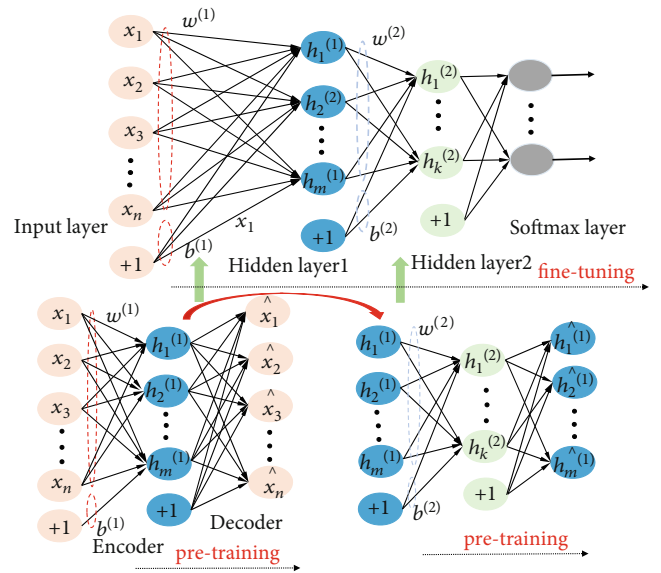 x₁
x₂
x₃
xₙ
+1
w⁽¹⁾
x₁
b⁽¹⁾
Input layer
h₁⁽¹⁾
h₂⁽²⁾
hₘ⁽¹⁾
+1
w⁽²⁾
b⁽²⁾
h₁⁽²⁾
hₖ⁽²⁾
+1
Softmax layer
Hidden layer1
Hidden layer2
fine-tuning
x₁
x₂
x₃
xₙ
+1
w⁽¹⁾
b⁽¹⁾
h₁⁽¹⁾
h₂⁽¹⁾
hₘ⁽¹⁾
+1
x̂₁
x̂₂
x̂₃
x̂ₙ
Encoder
Decoder
pre-training
h₁⁽¹⁾
h₂⁽¹⁾
hₘ⁽¹⁾
+1
w⁽²⁾
b⁽²⁾
h₁⁽²⁾
hₖ⁽²⁾
+1
ĥ₁⁽¹⁾
ĥ₂⁽¹⁾
ĥₘ⁽¹⁾
pre-training